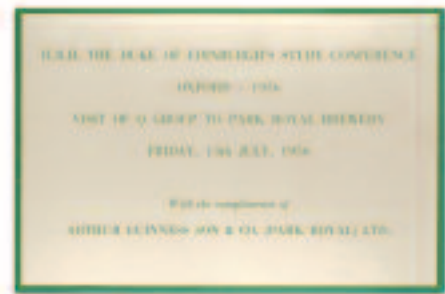 H.R.H. THE DUKE OF EDINBURGH'S STUDY CONFERENCE
OXFORD - 1956
VISIT OF Q GROUP TO PARK ROYAL BREWERY
FRIDAY, 13th JULY, 1956
With the compliments of
ARTHUR GUINNESS SON & CO. (PARK ROYAL) LTD.